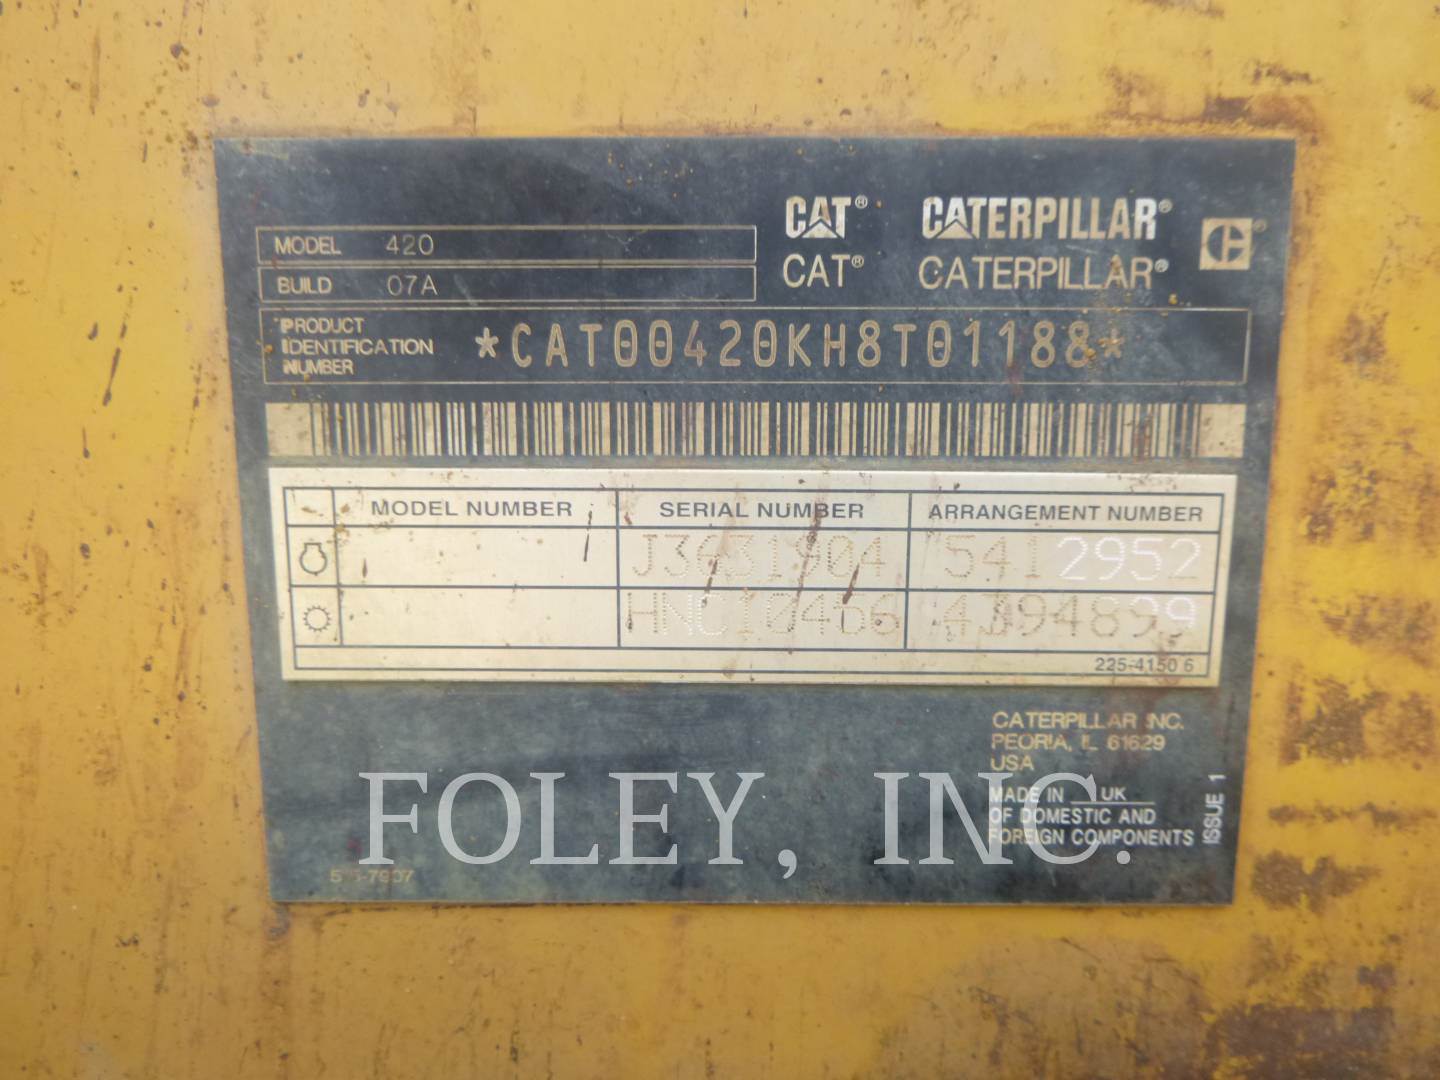 MODEL 420
BUILD 07A
CAT® CATERPILLAR®
CAT® CATERPILLAR®
PRODUCT
IDENTIFICATION
NUMBER
*CAT00420KH8T01188*
MODEL NUMBER SERIAL NUMBER ARRANGEMENT NUMBER
J3631904 5412952
HNC10466 4394899
225-4150 6
CATERPILLAR INC.
PEORIA, IL 61629
USA
MADE IN UK
OF DOMESTIC AND
FOREIGN COMPONENTS
ISSUE 1
FOLEY, INC.